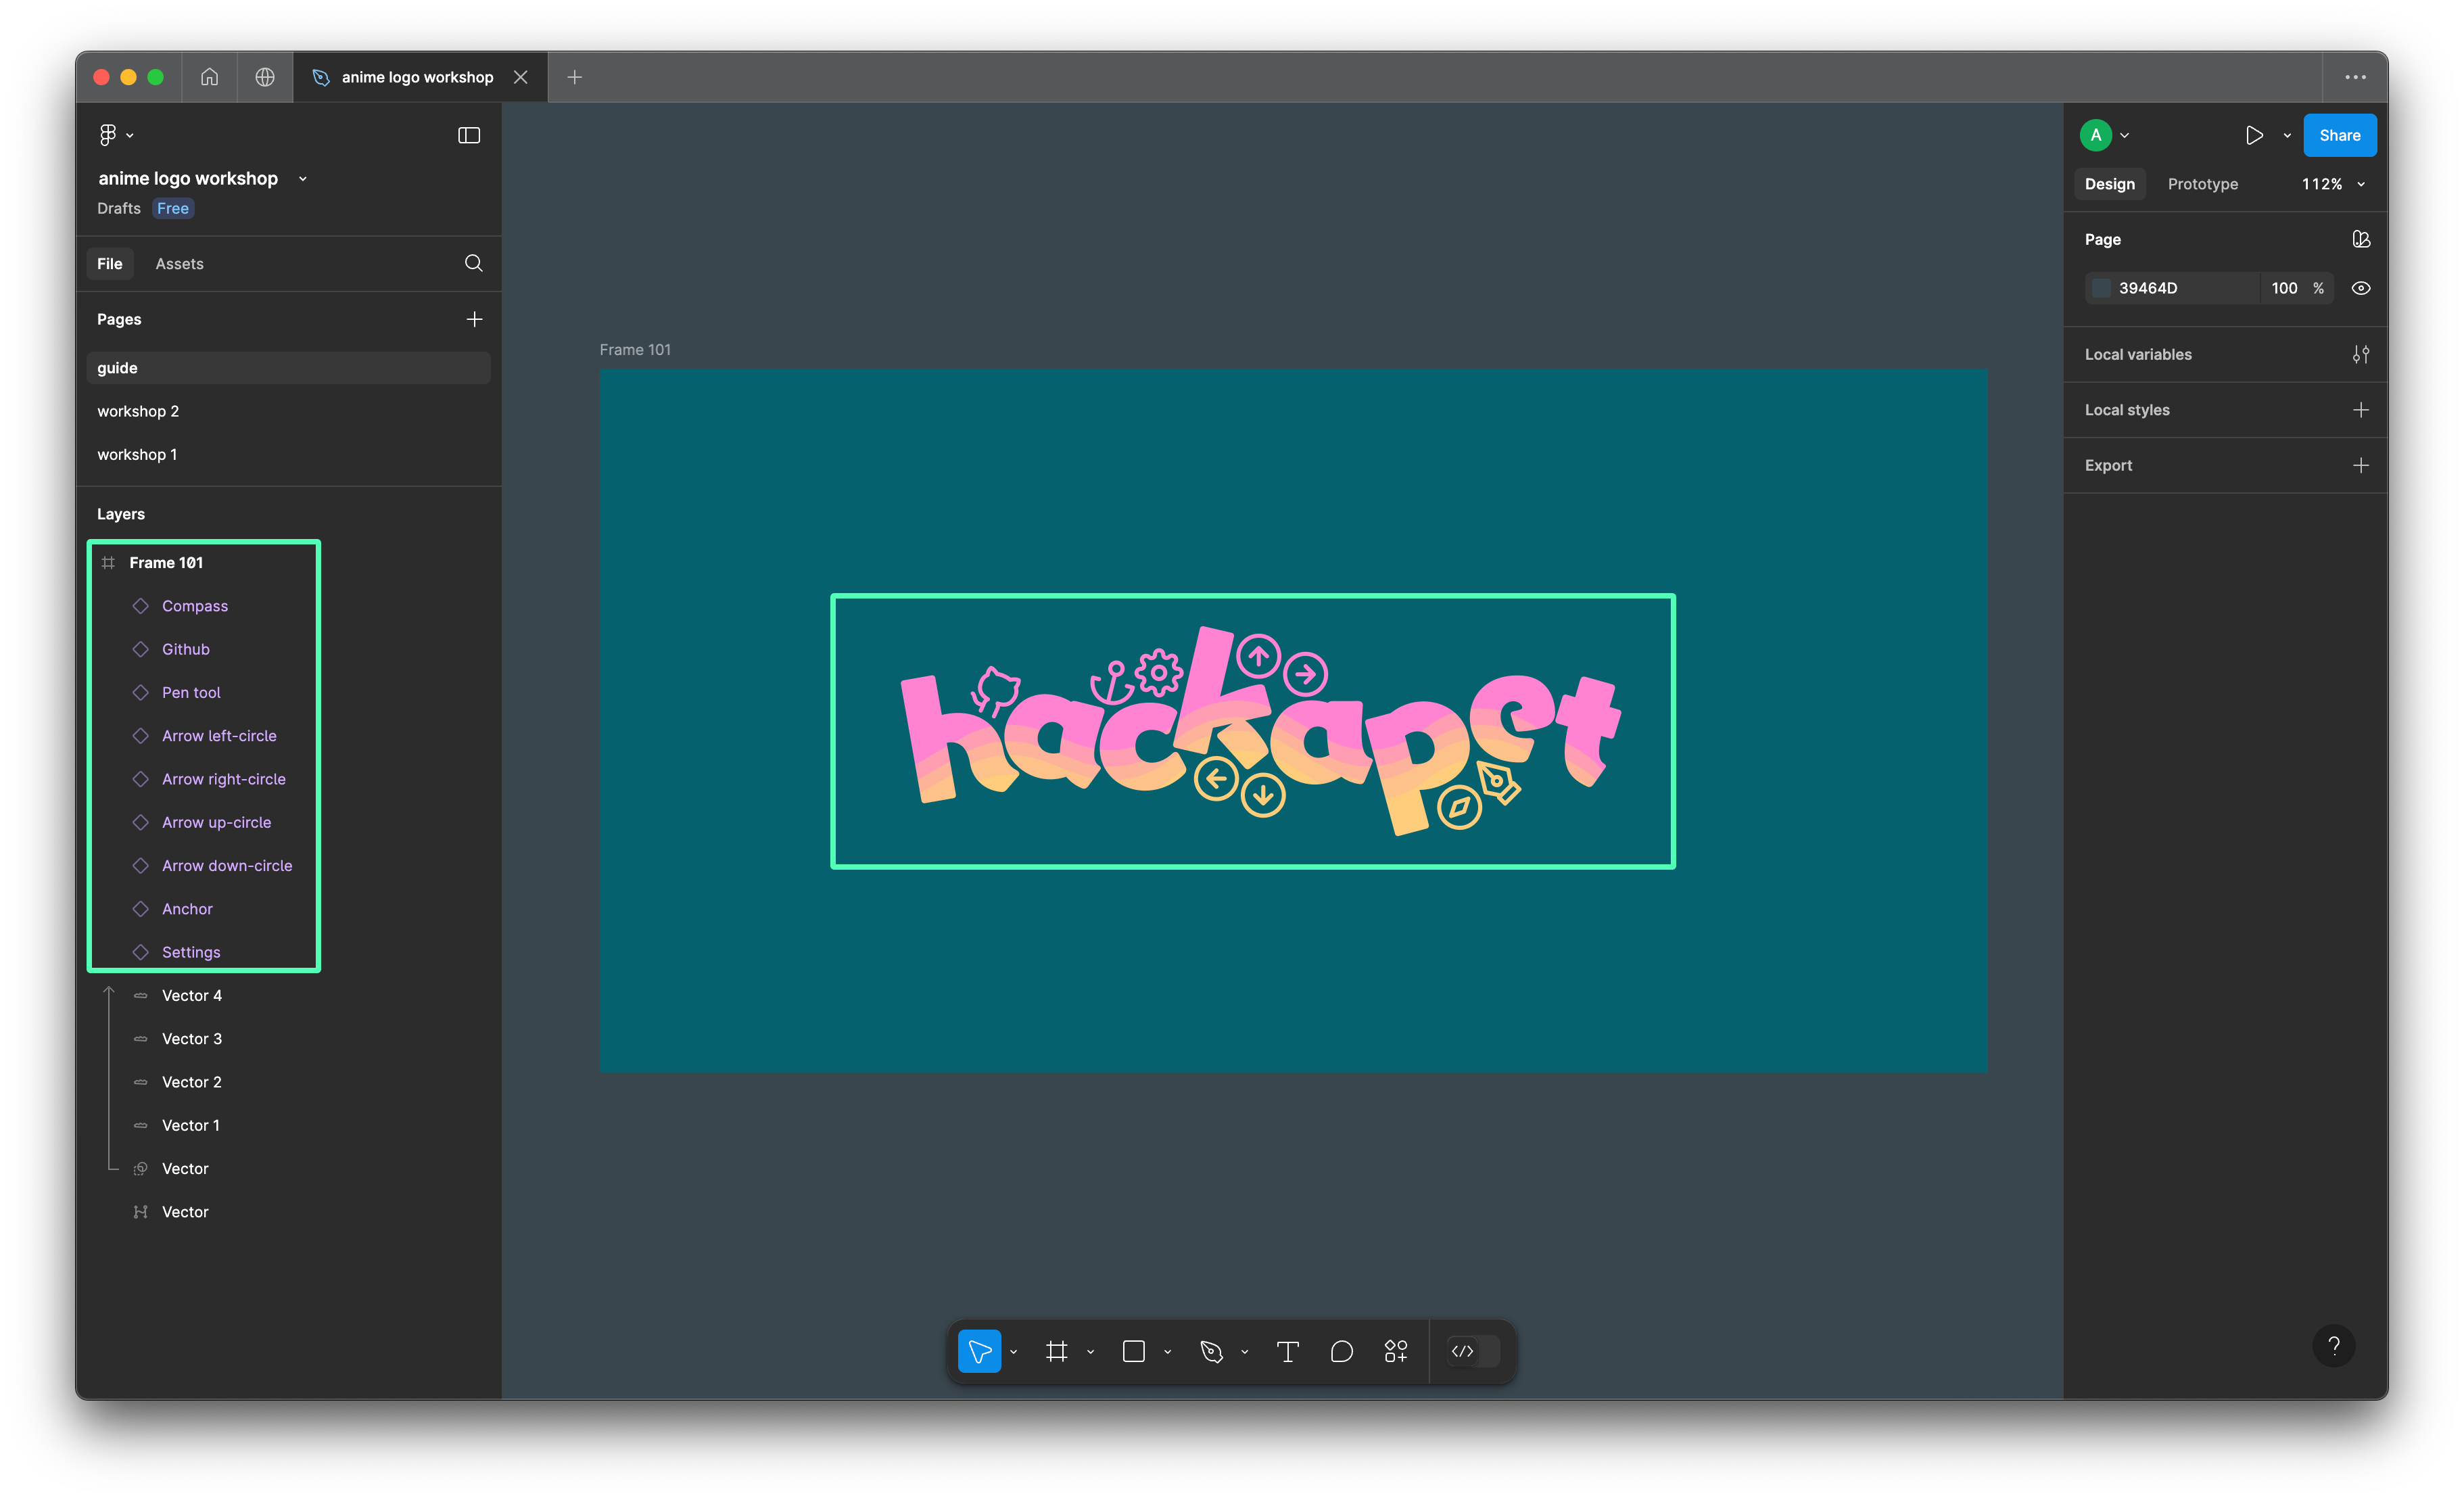 anime logo workshop
anime logo workshop
Drafts Free
File Assets
Pages
guide
workshop 2
workshop 1
Layers
Frame 101
Compass
Github
Pen tool
Arrow left-circle
Arrow right-circle
Arrow up-circle
Arrow down-circle
Anchor
Settings
Vector 4
Vector 3
Vector 2
Vector 1
Vector
Vector
Frame 101
hackapet
A
Share
Design Prototype 112%
Page
39464D 100 %
Local variables
Local styles
Export
?